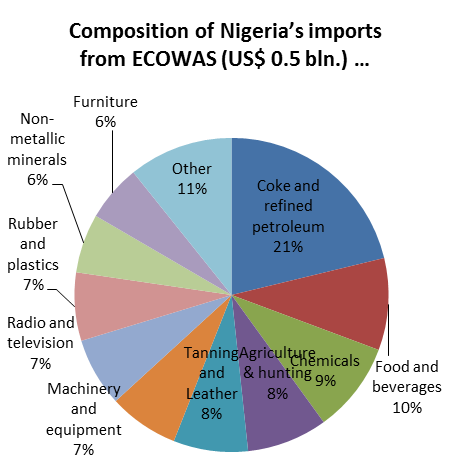 Composition of Nigeria's imports
from ECOWAS (US$ 0.5 bln.) …
Coke and
refined
petroleum
21%
Food and
beverages
10%
Chemicals
9%
Agriculture
& hunting
8%
Tanning
and
Leather
8%
Machinery
and
equipment
7%
Radio and
television
7%
Rubber
and
plastics
7%
Non-
metallic
minerals
6%
Furniture
6%
Other
11%